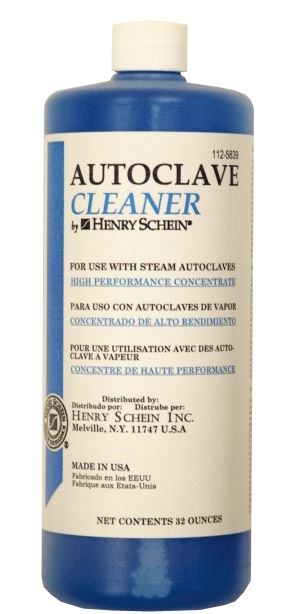 112-5839
AUTOCLAVE
CLEANER
by HENRY SCHEIN®
FOR USE WITH STEAM AUTOCLAVES
HIGH PERFORMANCE CONCENTRATE
PARA USO CON AUTOCLAVES DE VAPOR
CONCENTRADO DE ALTO RENDIMIENTO
POUR UNE UTILISATION AVEC DES AUTO-
CLAVE A VAPEUR
CONCENTRE DE HAUTE PERFORMANCE
Distributed by:
Distribuido por: Distrube per:
HENRY SCHEIN INC.
Melville, N.Y. 11747 U.S.A
SCHEIN
MADE IN USA
Fabricado en los EEUU
Fabrique aux Etats-Unis
NET CONTENTS 32 OUNCES